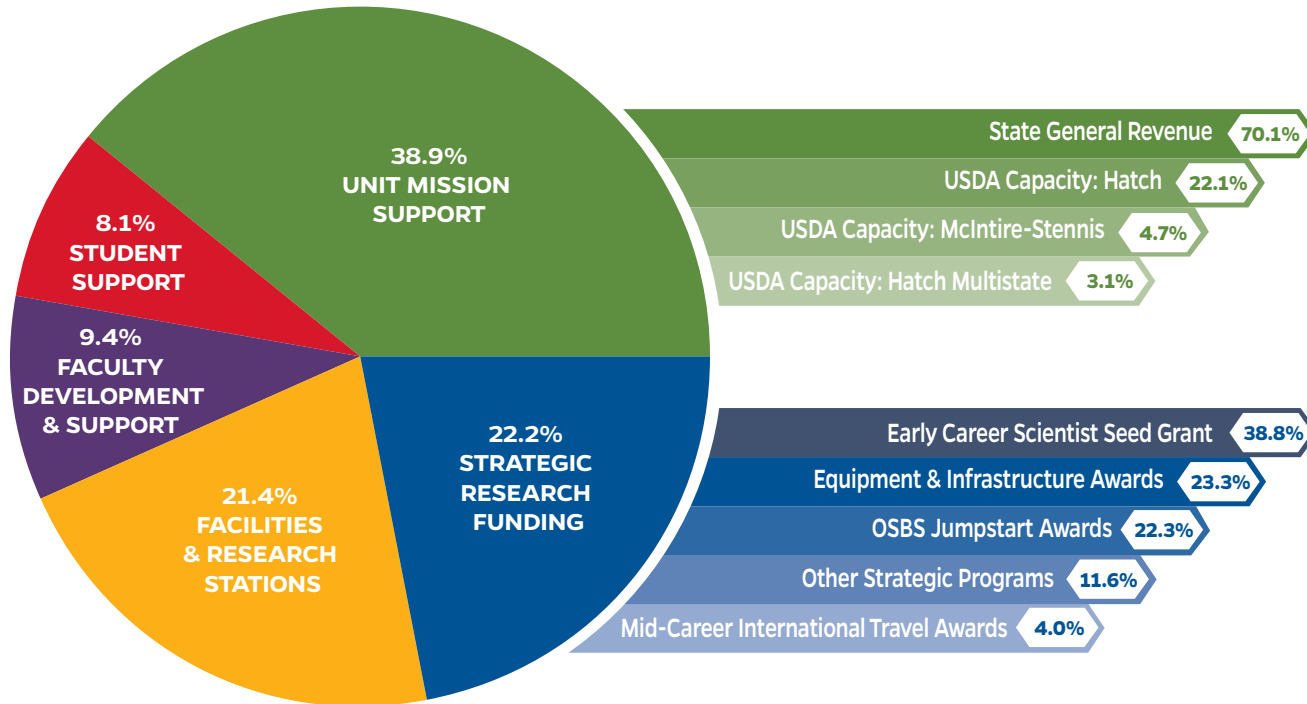 38.9%
UNIT MISSION
SUPPORT
8.1%
STUDENT
SUPPORT
9.4%
FACULTY
DEVELOPMENT
& SUPPORT
21.4%
FACILITIES
& RESEARCH
STATIONS
22.2%
STRATEGIC
RESEARCH
FUNDING
State General Revenue 70.1%
USDA Capacity: Hatch 22.1%
USDA Capacity: McIntire-Stennis 4.7%
USDA Capacity: Hatch Multistate 3.1%
Early Career Scientist Seed Grant 38.8%
Equipment & Infrastructure Awards 23.3%
OSBS Jumpstart Awards 22.3%
Other Strategic Programs 11.6%
Mid-Career International Travel Awards 4.0%